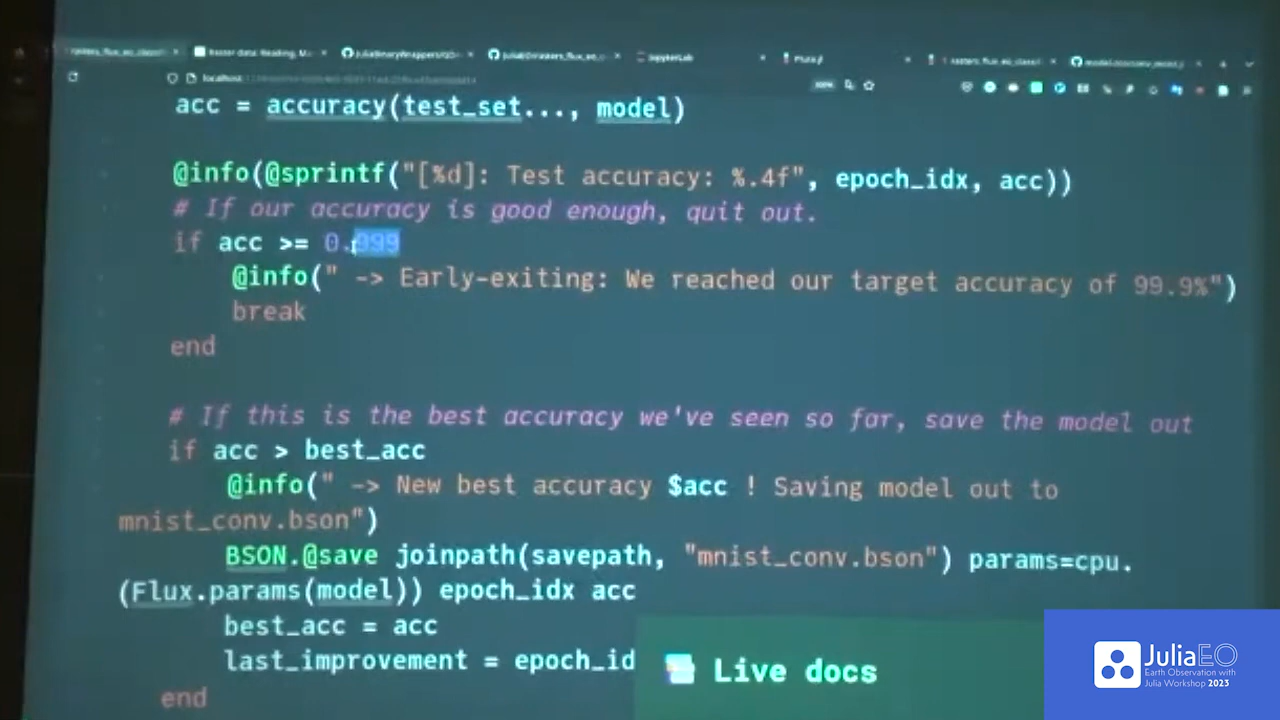 localhost
acc = accuracy(test_set..., model)
@info(@sprintf("[%d]: Test accuracy: %.4f", epoch_idx, acc))
# If our accuracy is good enough, quit out.
if acc >= 0.999
@info(" -> Early-exiting: We reached our target accuracy of 99.9%")
break
end
# If this is the best accuracy we've seen so far, save the model out
if acc > best_acc
@info(" -> New best accuracy $acc ! Saving model out to
mnist_conv.bson")
BSON.@save joinpath(savepath, "mnist_conv.bson") params=cpu.
(Flux.params(model)) epoch_idx acc
best_acc = acc
last_improvement = epoch_id
end
Live docs
JuliaEO
Earth Observation with
Julia Workshop 2023